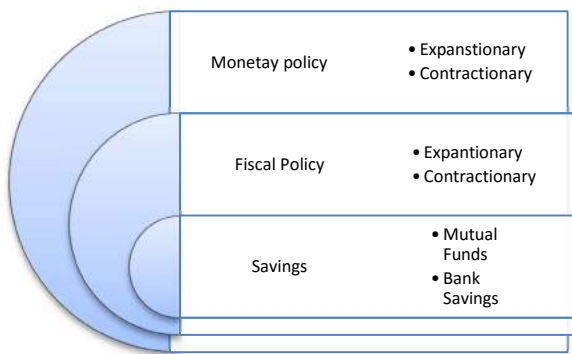 Monetay policy
• Expanstionary
• Contractionary
Fiscal Policy
• Expantionary
• Contractionary
Savings
• Mutual
Funds
• Bank
Savings